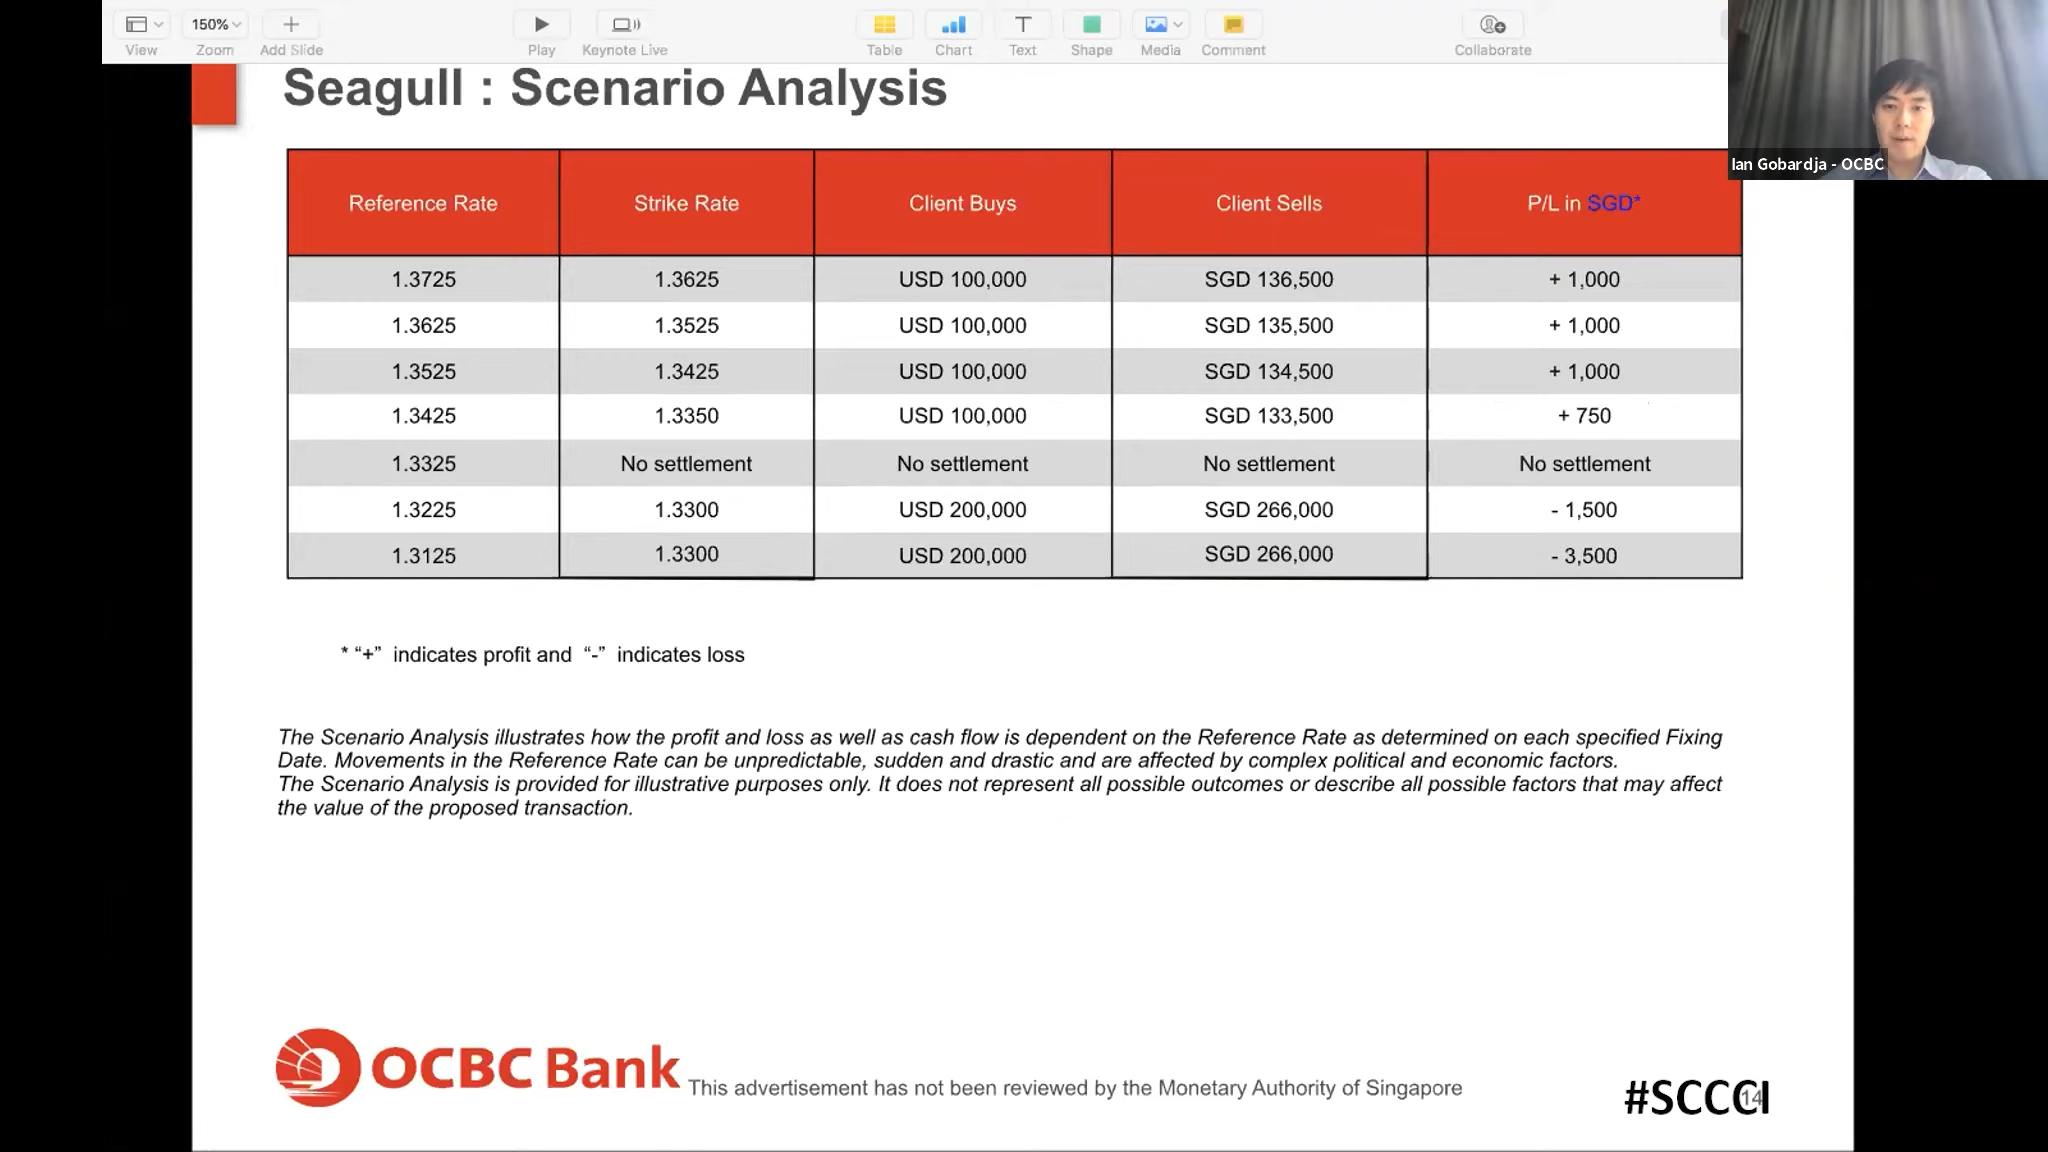 150%
View
Zoom
Add Slide
Play
Keynote Live
Table
Chart
Text
Shape
Media
Comment
Collaborate
Ian Gobardja - OCBC
Seagull : Scenario Analysis
Reference Rate Strike Rate Client Buys Client Sells P/L in SGD*
1.3725 1.3625 USD 100,000 SGD 136,500 + 1,000
1.3625 1.3525 USD 100,000 SGD 135,500 + 1,000
1.3525 1.3425 USD 100,000 SGD 134,500 + 1,000
1.3425 1.3350 USD 100,000 SGD 133,500 + 750
1.3325 No settlement No settlement No settlement No settlement
1.3225 1.3300 USD 200,000 SGD 266,000 - 1,500
1.3125 1.3300 USD 200,000 SGD 266,000 - 3,500
* “+” indicates profit and “-” indicates loss
The Scenario Analysis illustrates how the profit and loss as well as cash flow is dependent on the Reference Rate as determined on each specified Fixing
Date. Movements in the Reference Rate can be unpredictable, sudden and drastic and are affected by complex political and economic factors.
The Scenario Analysis is provided for illustrative purposes only. It does not represent all possible outcomes or describe all possible factors that may affect
the value of the proposed transaction.
OCBC Bank
This advertisement has not been reviewed by the Monetary Authority of Singapore
#SCCCI
14